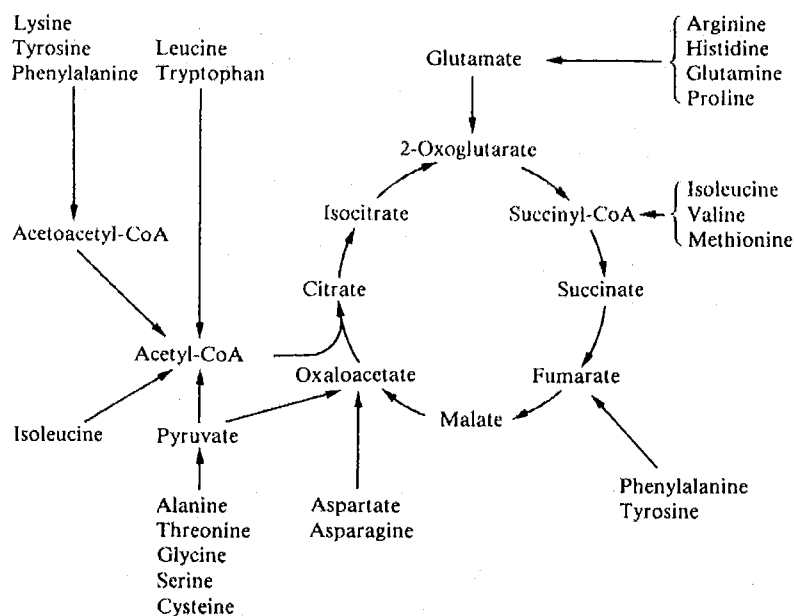 Lysine
Tyrosine
Phenylalanine
Leucine
Tryptophan
Glutamate
Arginine
Histidine
Glutamine
Proline
2-Oxoglutarate
Isocitrate
Succinyl-CoA
Isoleucine
Valine
Methionine
Acetoacetyl-CoA
Citrate
Succinate
Acetyl-CoA
Oxaloacetate
Fumarate
Isoleucine
Pyruvate
Malate
Alanine
Threonine
Glycine
Serine
Cysteine
Aspartate
Asparagine
Phenylalanine
Tyrosine